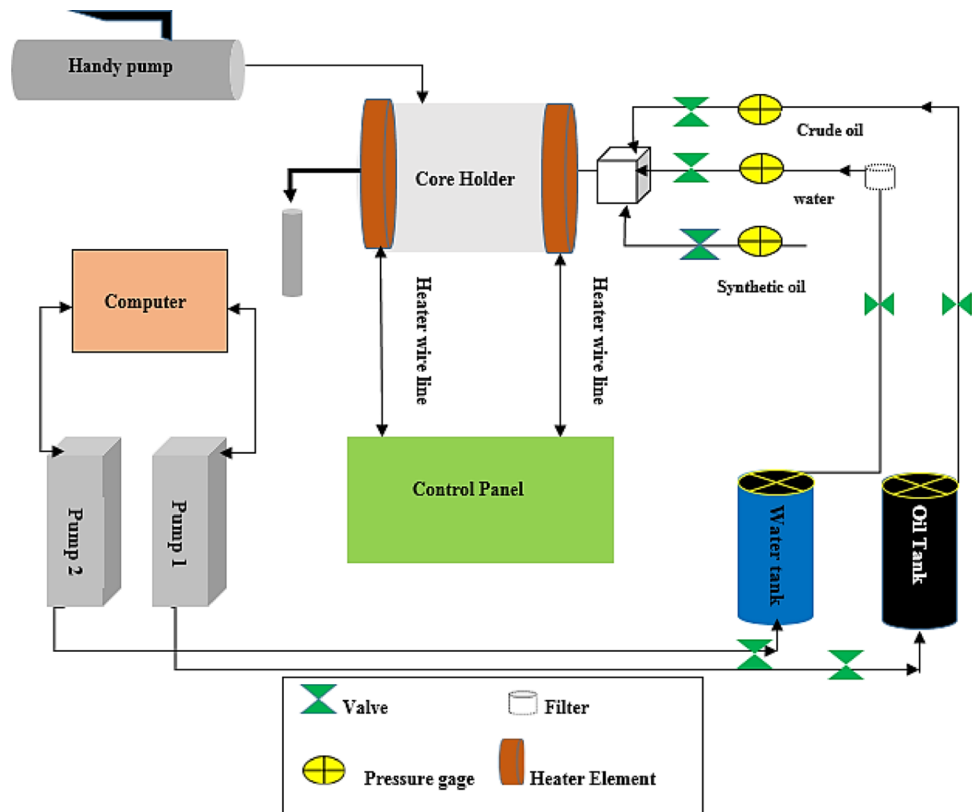 Handy pump
Core Holder
Crude oil
water
Synthetic oil
Computer
Heater wire line
Heater wire line
Control Panel
Pump 2
Pump 1
Water tank
Oil Tank
Valve
Filter
Pressure gage
Heater Element